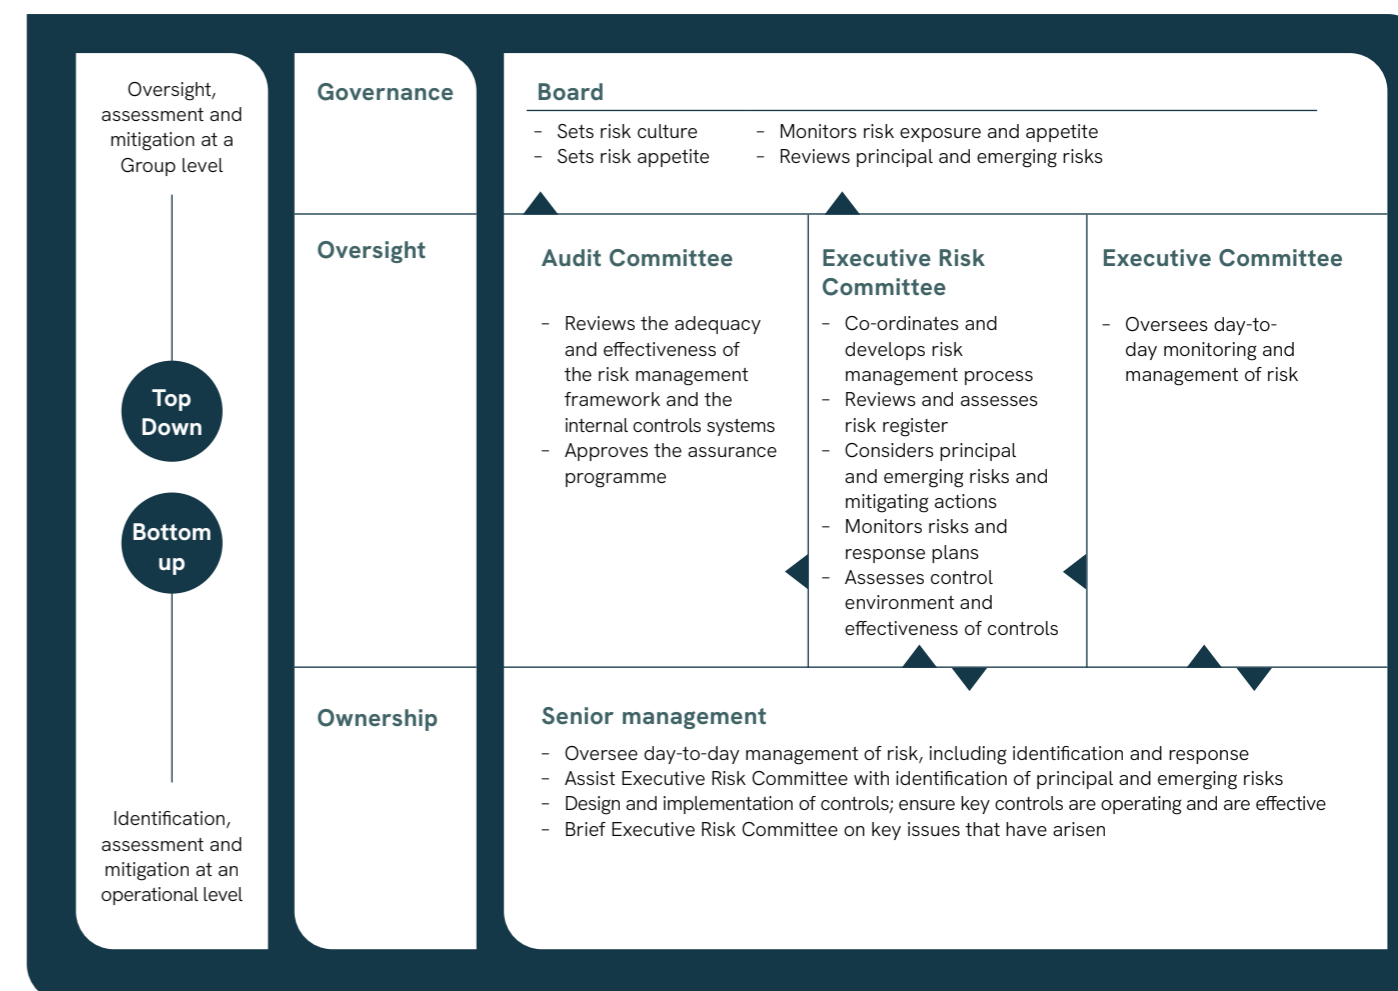 Oversight,
assessment and
mitigation at a
Group level
Top
Down
Bottom
up
Identification,
assessment and
mitigation at an
operational level
Governance
Board
– Sets risk culture
– Sets risk appetite
– Monitors risk exposure and appetite
– Reviews principal and emerging risks
Oversight
Audit Committee
– Reviews the adequacy
and effectiveness of
the risk management
framework and the
internal controls systems
– Approves the assurance
programme
Executive Risk
Committee
– Co-ordinates and
develops risk
management process
– Reviews and assesses
risk register
– Considers principal
and emerging risks and
mitigating actions
– Monitors risks and
response plans
– Assesses control
environment and
effectiveness of controls
Executive Committee
– Oversees day-to-
day monitoring and
management of risk
Ownership
Senior management
– Oversee day-to-day management of risk, including identification and response
– Assist Executive Risk Committee with identification of principal and emerging risks
– Design and implementation of controls; ensure key controls are operating and are effective
– Brief Executive Risk Committee on key issues that have arisen